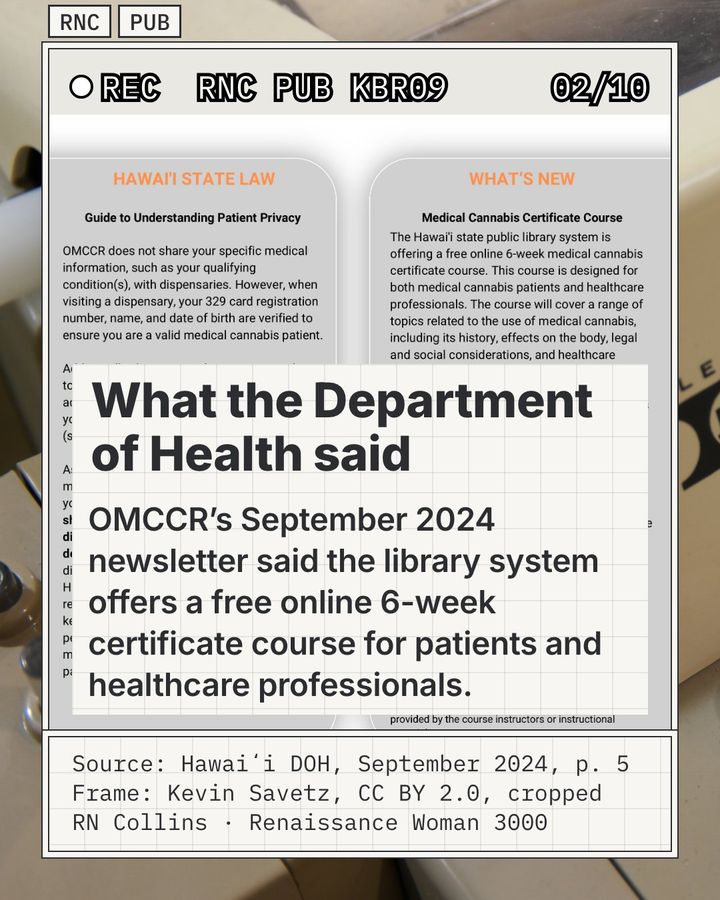 RNC PUB
REC RNC PUB KBR09 02/10
HAWAI'I STATE LAW
Guide to Understanding Patient Privacy
OMCCR does not share your specific medical
information, such as your qualifying
condition(s), with dispensaries. However, when
visiting a dispensary, your 329 card registration
number, name, and date of birth are verified to
ensure you are a valid medical cannabis patient.
WHAT'S NEW
Medical Cannabis Certificate Course
The Hawai'i state public library system is
offering a free online 6-week medical cannabis
certificate course. This course is designed for
both medical cannabis patients and healthcare
professionals. The course will cover a range of
topics related to the use of medical cannabis,
including its history, effects on the body, legal
and social considerations, and healthcare
What the Department
of Health said
OMCCR’s September 2024
newsletter said the library system
offers a free online 6-week
certificate course for patients and
healthcare professionals.
provided by the course instructors or instructional
Source: Hawaiʻi DOH, September 2024, p. 5
Frame: Kevin Savetz, CC BY 2.0, cropped
RN Collins · Renaissance Woman 3000